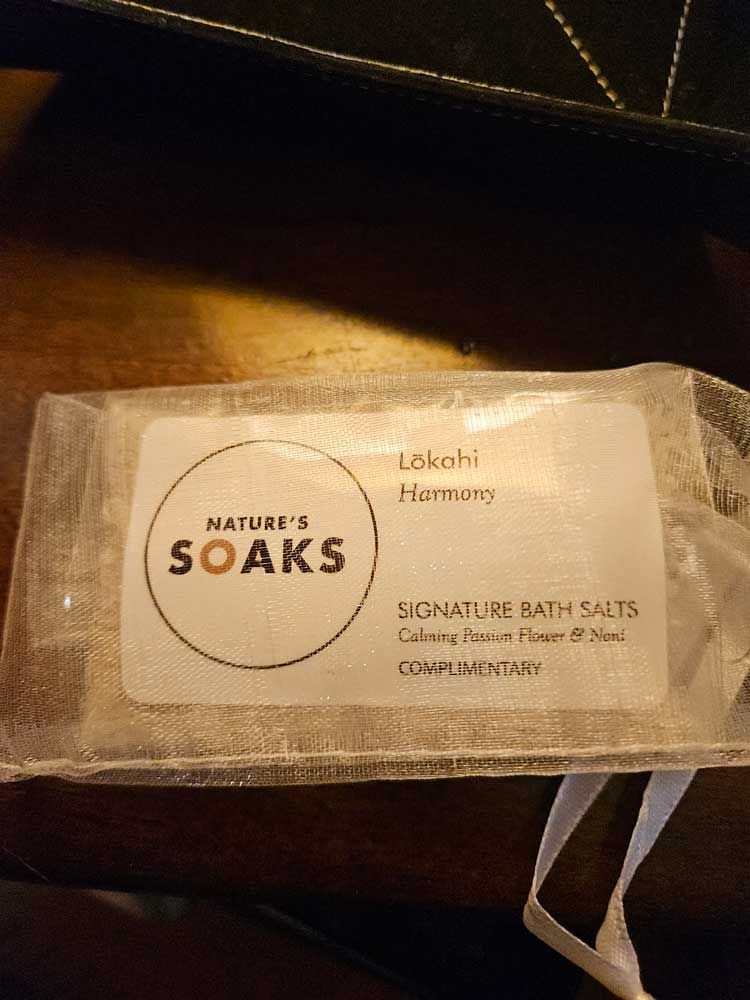 NATURE'S
SOAKS
Lōkahi
Harmony
SIGNATURE BATH SALTS
Calming Passion Flower & Noni
COMPLIMENTARY